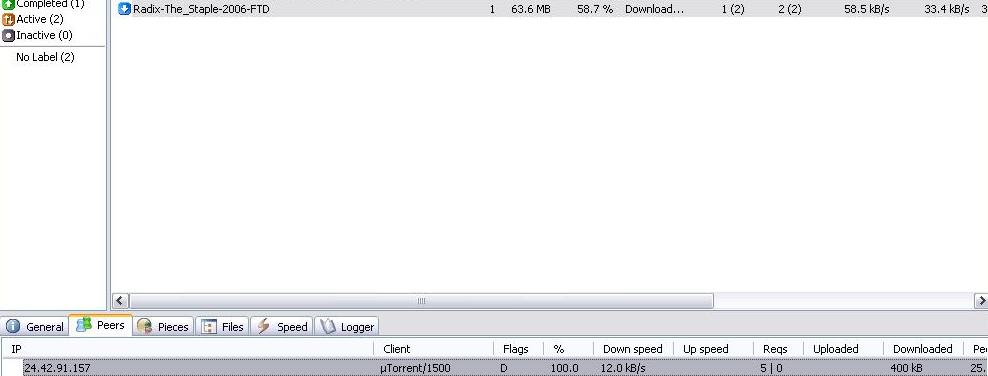 Completed (1)
Radix-The_Staple-2006-FTD 1 63.6 MB 58.7 % Download... 1 (2) 2 (2) 58.5 kB/s 33.4 kB/s 3
Active (2)
Inactive (0)
No Label (2)
General Peers Pieces Files Speed Logger
IP Client Flags % Down speed Up speed Reqs Uploaded Downloaded Pe
24.42.91.157 µTorrent/1500 D 100.0 12.0 kB/s 5 | 0 400 kB 25.